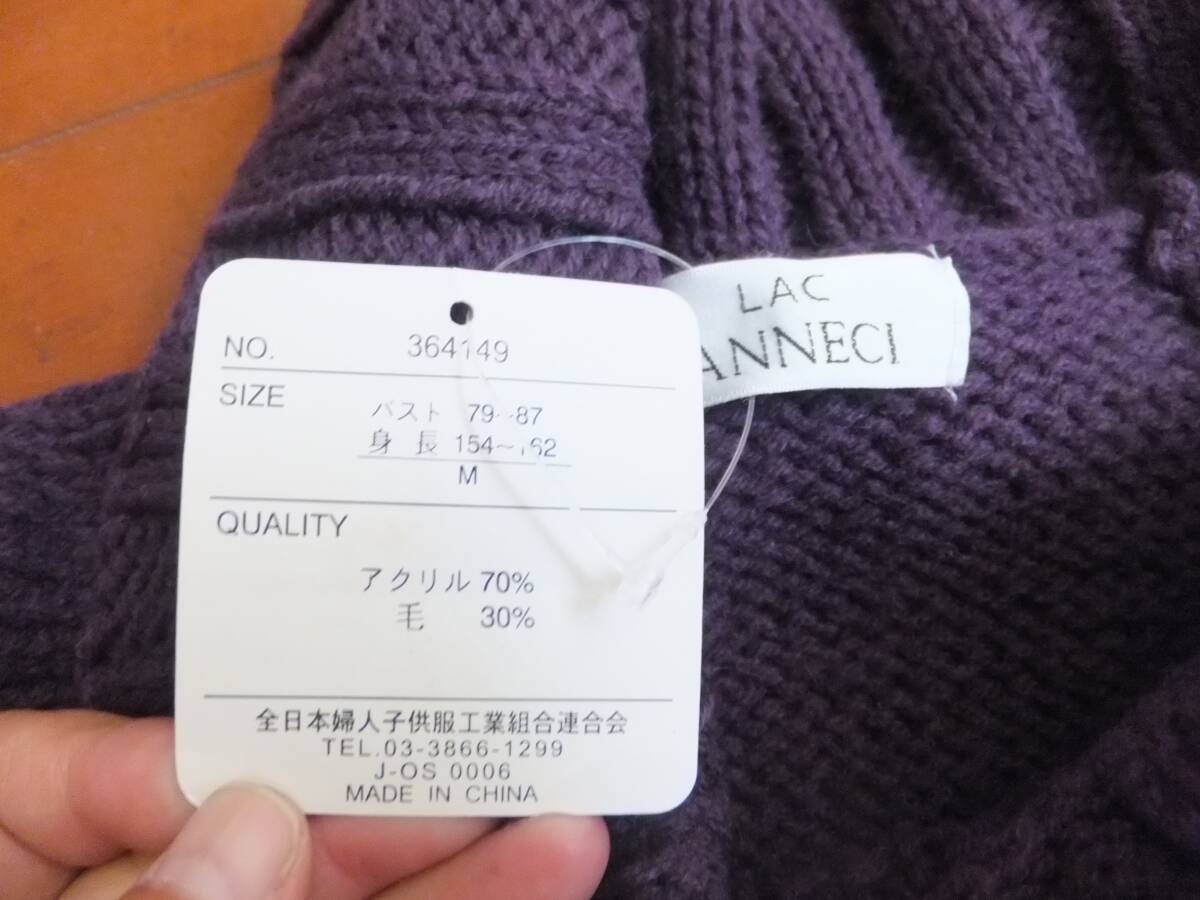 LAC
ANNECI
NO. 364149
SIZE
バスト 79~87
身長 154～162
M
QUALITY
アクリル 70%
毛 30%
全日本婦人子供服工業組合連合会
TEL.03-3866-1299
J-OS 0006
MADE IN CHINA